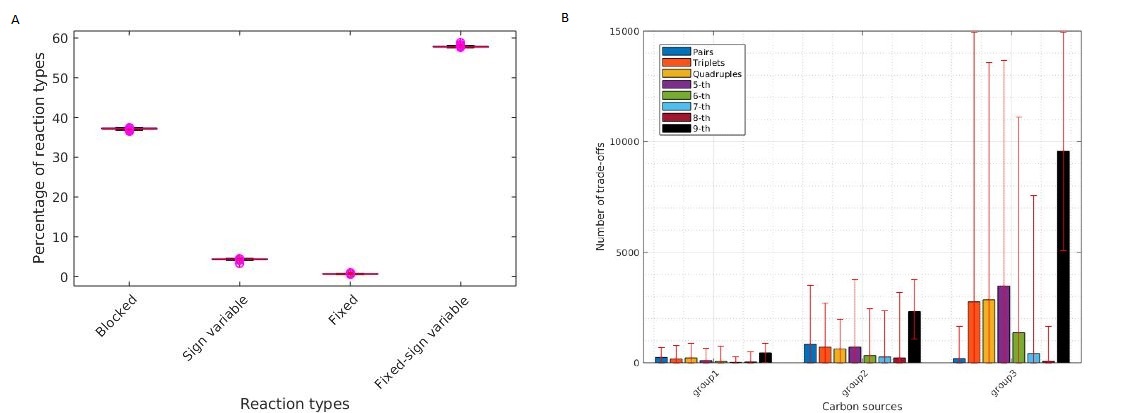 A
Percentage of reaction types
60
50
40
30
20
10
0
Blocked
Sign variable
Fixed
Fixed-sign variable
Reaction types
B
Number of trade-offs
15000
10000
5000
0
Pairs
Triplets
Quadruples
5-th
6-th
7-th
8-th
9-th
group1
group2
group3
Carbon sources